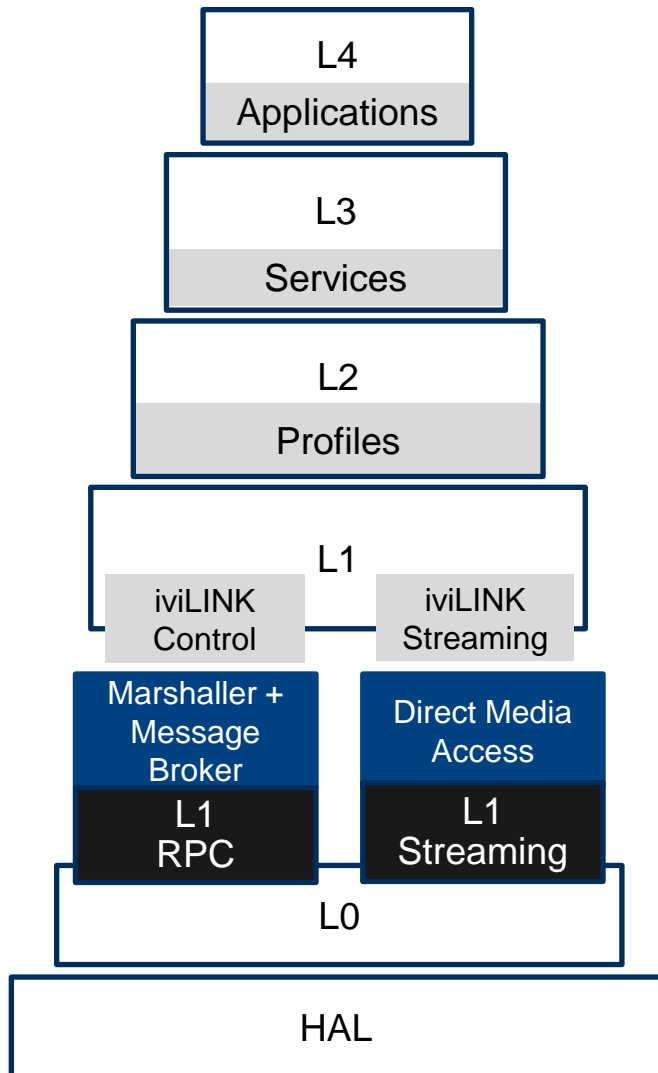 L4
Applications
L3
Services
L2
Profiles
L1
iviLINK
Control
iviLINK
Streaming
Marshaller +
Message
Broker
Direct Media
Access
L1
RPC
L1
Streaming
L0
HAL